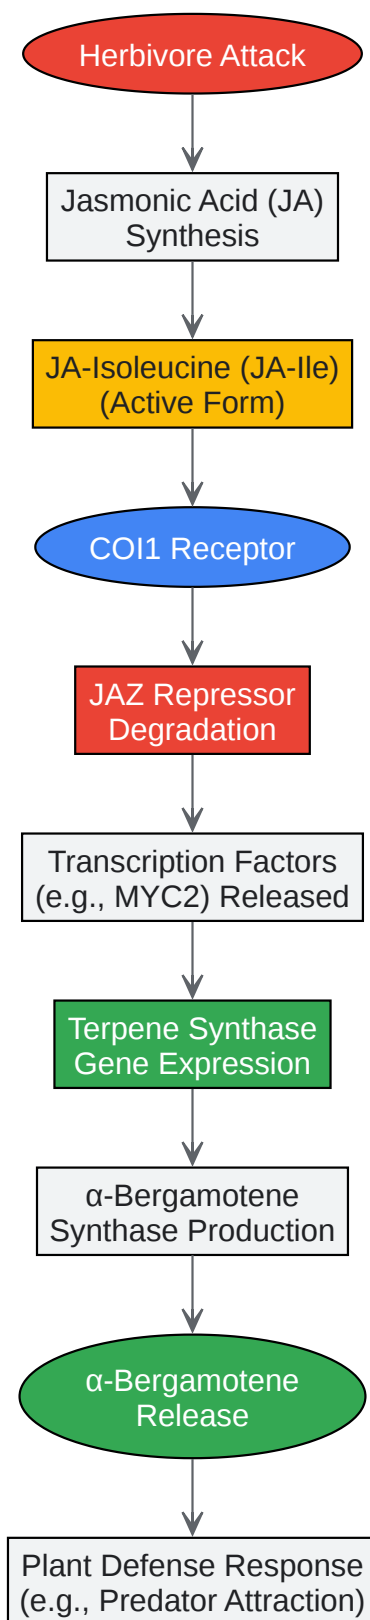 Herbivore Attack
Jasmonic Acid (JA)
Synthesis
JA-Isoleucine (JA-Ile)
(Active Form)
COI1 Receptor
JAZ Repressor
Degradation
Transcription Factors
(e.g., MYC2) Released
Terpene Synthase
Gene Expression
α-Bergamotene
Synthase Production
α-Bergamotene
Release
Plant Defense Response
(e.g., Predator Attraction)